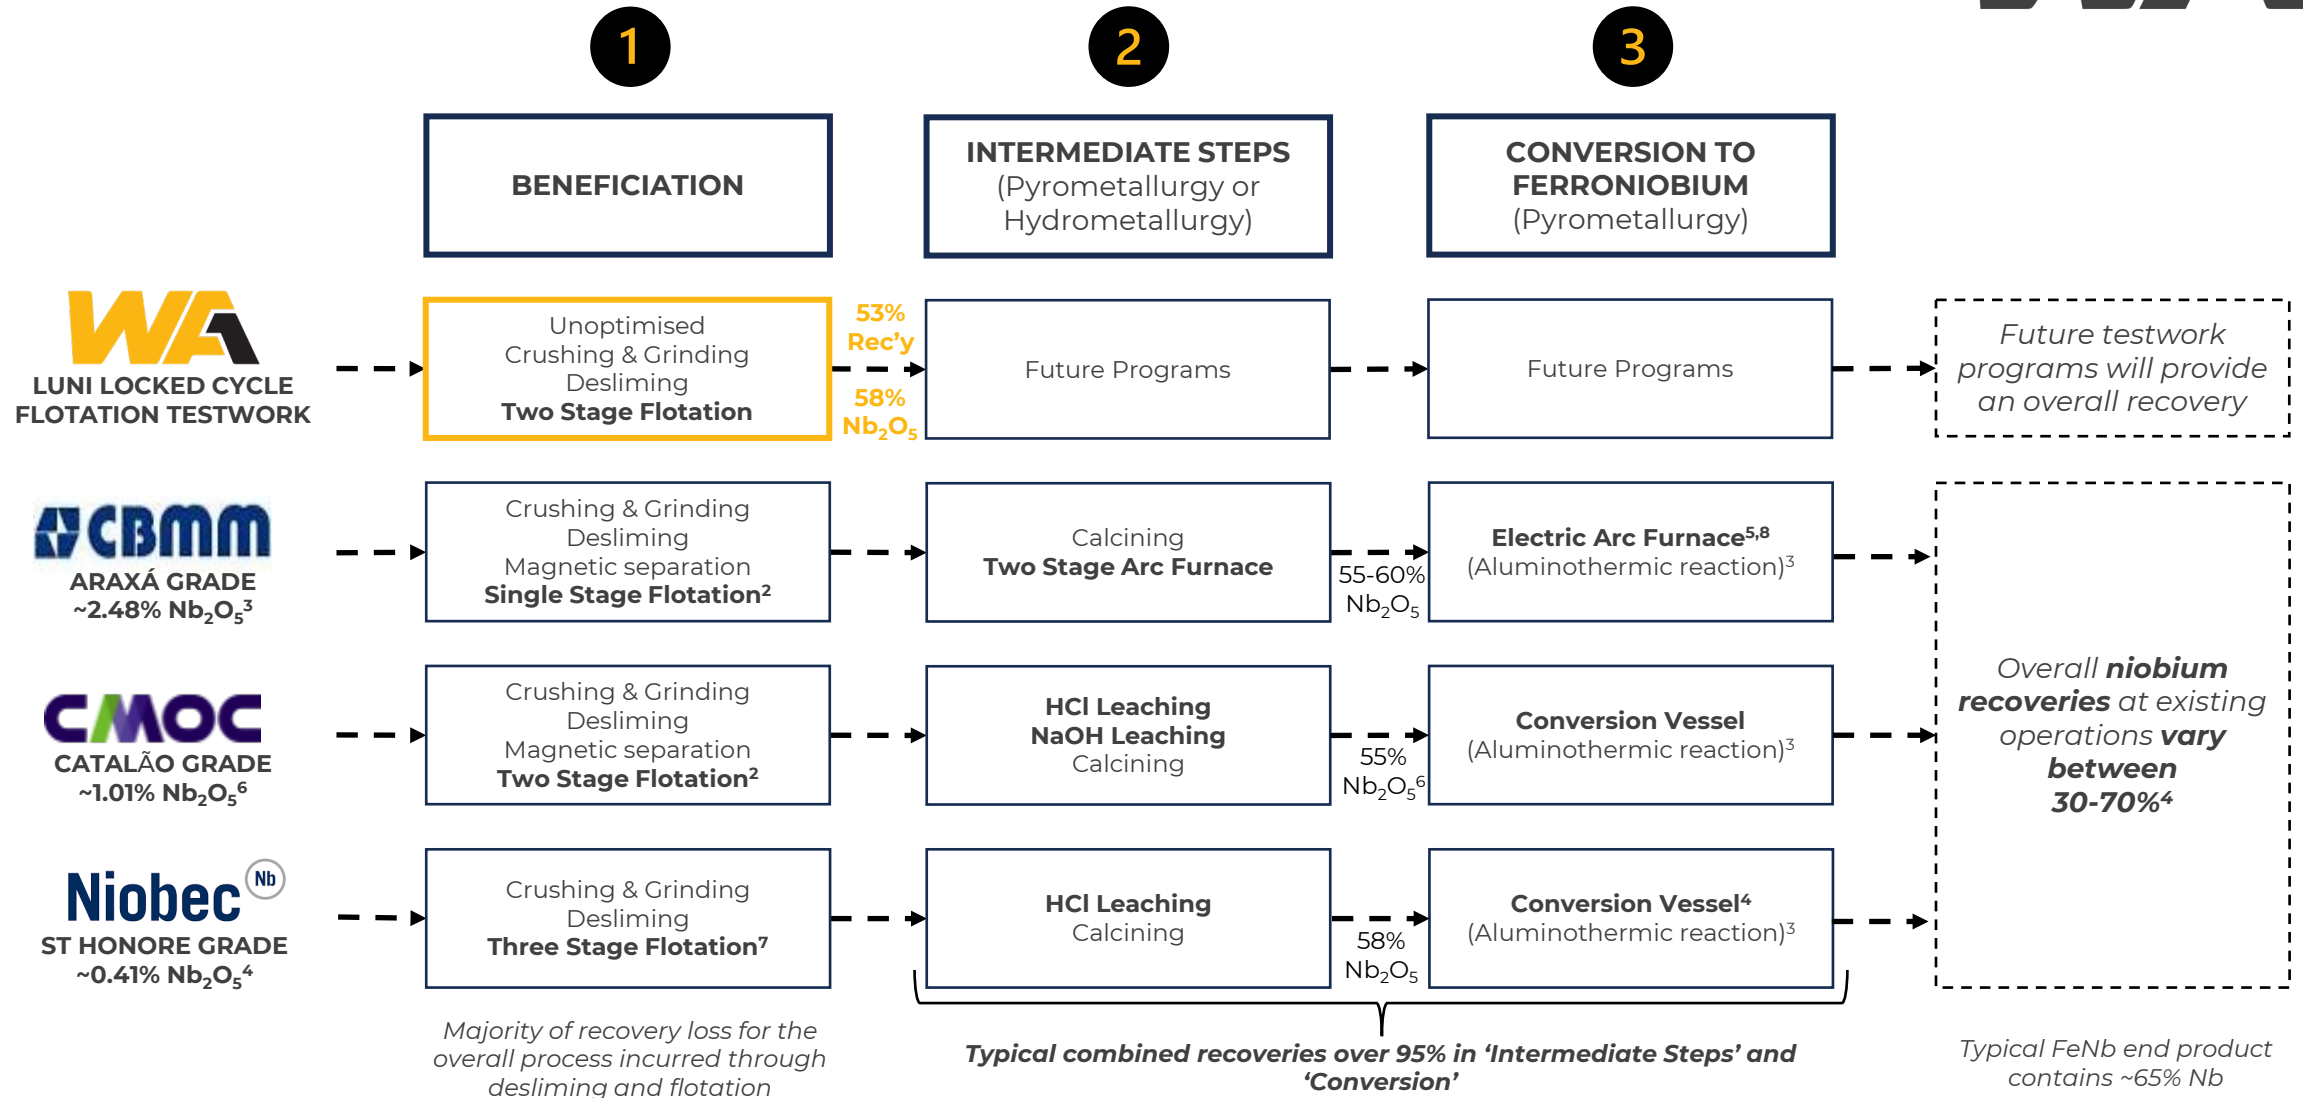 1
2
3
BENEFICIATION
INTERMEDIATE STEPS
(Pyrometallurgy or
Hydrometallurgy)
CONVERSION TO
FERRONIOBIUM
(Pyrometallurgy)
WA1
LUNI LOCKED CYCLE
FLOTATION TESTWORK
Unoptimised
Crushing & Grinding
Desliming
Two Stage Flotation
53%
Rec'y
58%
Nb₂O₅
Future Programs
Future Programs
Future testwork
programs will provide
an overall recovery
CBMM
ARAXÁ GRADE
~2.48% Nb₂O₅³
Crushing & Grinding
Desliming
Magnetic separation
Single Stage Flotation²
Calcining
Two Stage Arc Furnace
55-60%
Nb₂O₅
Electric Arc Furnace⁵,⁸
(Aluminothermic reaction)³
CMOC
CATALÃO GRADE
~1.01% Nb₂O₅⁶
Crushing & Grinding
Desliming
Magnetic separation
Two Stage Flotation²
HCl Leaching
NaOH Leaching
Calcining
55%
Nb₂O₅⁶
Conversion Vessel
(Aluminothermic reaction)³
Overall niobium
recoveries at existing
operations vary
between
30-70%⁴
Niobec Nb
ST HONORE GRADE
~0.41% Nb₂O₅⁴
Crushing & Grinding
Desliming
Three Stage Flotation⁷
HCl Leaching
Calcining
58%
Nb₂O₅
Conversion Vessel⁴
(Aluminothermic reaction)³
Majority of recovery loss for the
overall process incurred through
desliming and flotation
Typical combined recoveries over 95% in 'Intermediate Steps' and
'Conversion'
Typical FeNb end product
contains ~65% Nb